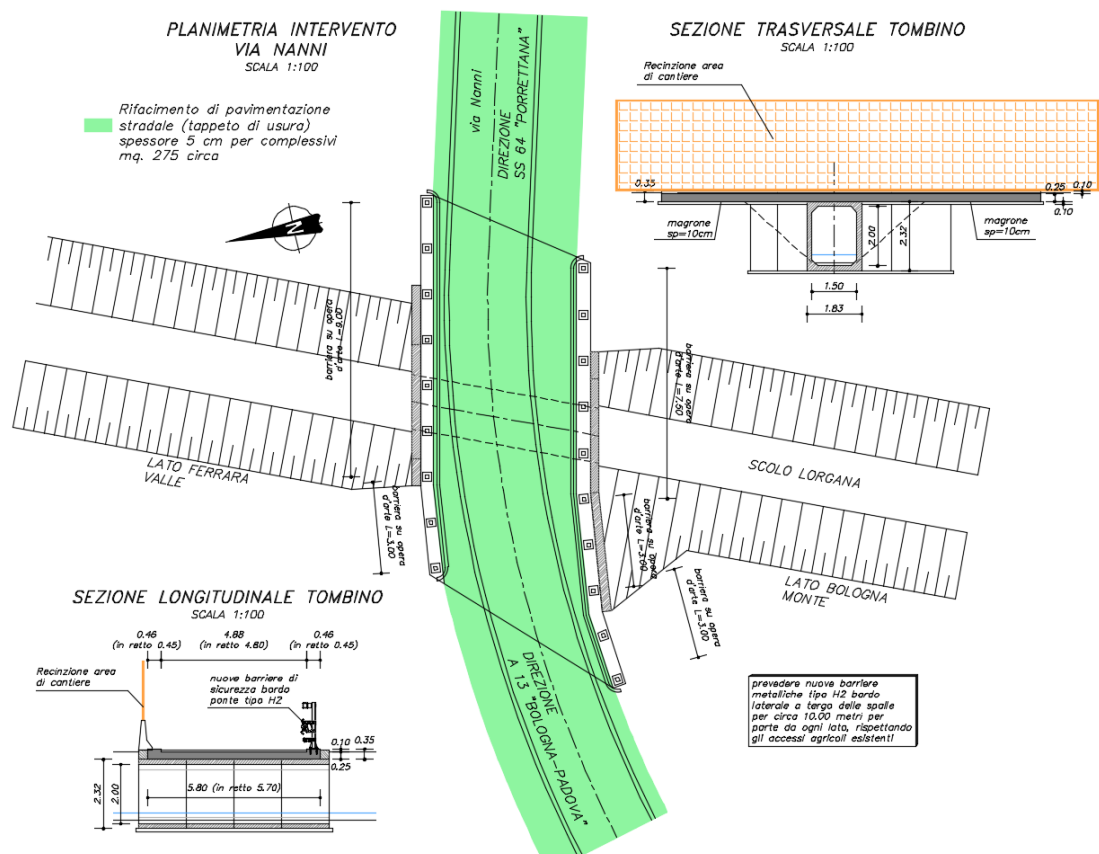 PLANIMETRIA INTERVENTO
VIA NANNI
SCALA 1:100
Rifacimento di pavimentazione
stradale (tappeto di usura)
spessore 5 cm per complessivi
mq. 275 circa
N
via Nanni
DIREZIONE
SS 64 "PORRETTANA"
SEZIONE TRASVERSALE TOMBINO
SCALA 1:100
Recinzione area
di cantiere
0.35
0.25
0.10
0.10
magrone
sp=10cm
magrone
sp=10cm
2.00
2.32
1.50
1.83
barriera su opera
d'arte L=9.00
barriera su opera
d'arte L=7.50
LATO FERRARA
VALLE
SCOLO LORGANA
barriera su opera
d'arte L=3.00
barriera su opera
d'arte L=3.00
barriera su opera
d'arte L=3.00
LATO BOLOGNA
MONTE
DIREZIONE
A 13 "BOLOGNA-PADOVA"
SEZIONE LONGITUDINALE TOMBINO
SCALA 1:100
0.46
(in retto 0.45)
4.88
(in retto 4.80)
0.46
(in retto 0.45)
Recinzione area
di cantiere
nuove barriere di
sicurezza bordo
ponte tipo H2
0.10
0.35
0.25
2.32
2.00
5.80 (in retto 5.70)
prevedere nuove barriere
metalliche tipo H2 bordo
laterale a tergo delle spalle
per circa 10.00 metri per
parte da ogni lato, rispettando
gli accessi agricoli esistenti